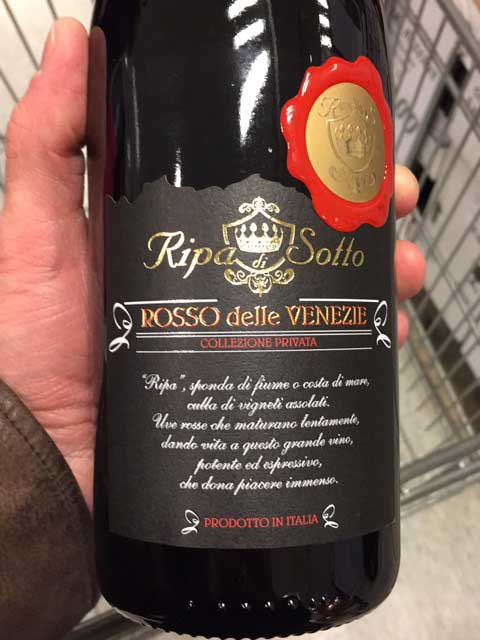 Ripa di Sotto
ROSSO delle VENEZIE
COLLEZIONE PRIVATA
"Ripa", sponda di fiume o costa di mare,
culla di vigneti assolati.
Uve rosse che maturano lentamente,
dando vita a questo grande vino,
potente ed espressivo,
che dona piacere immenso.
PRODOTTO IN ITALIA